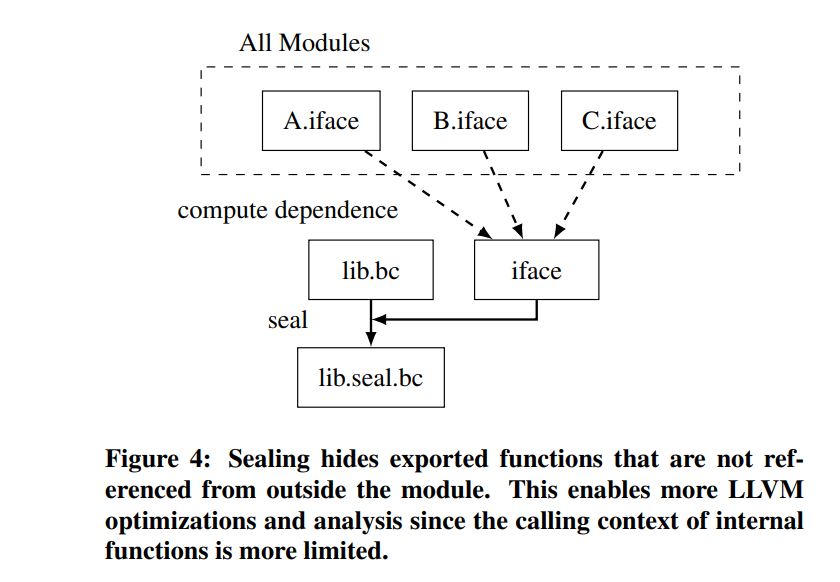 All Modules
A.iface B.iface C.iface
compute dependence
lib.bc iface
seal
lib.seal.bc
Figure 4: Sealing hides exported functions that are not ref-
erenced from outside the module. This enables more LLVM
optimizations and analysis since the calling context of internal
functions is more limited.